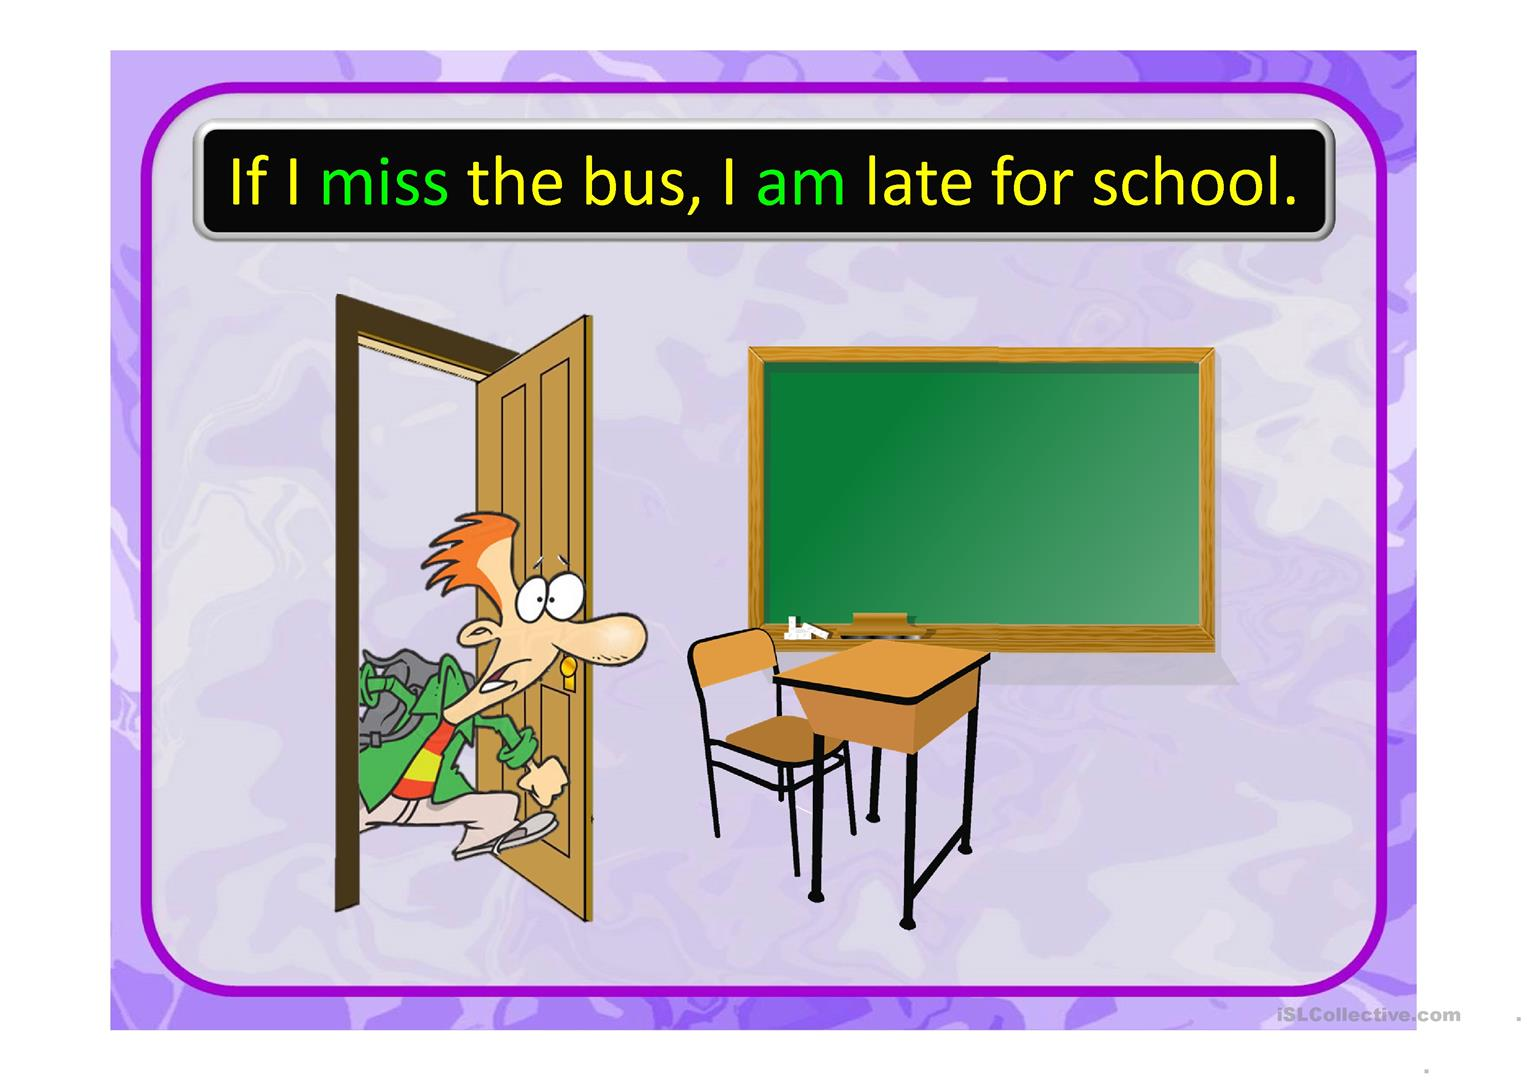 If I miss the bus, I am late for school.
iSLCollective.com